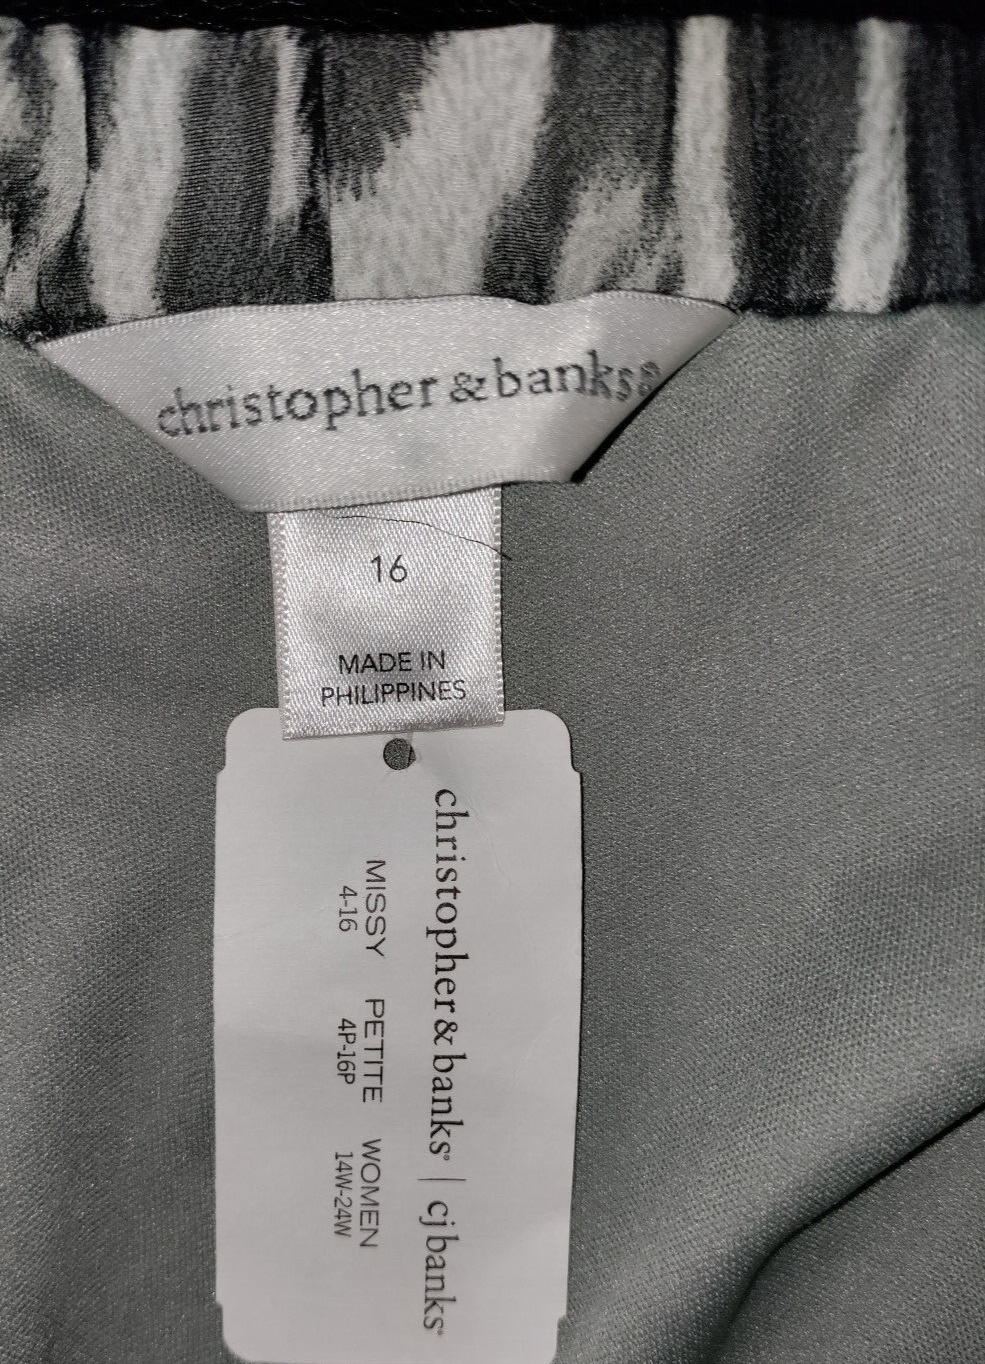 christopher & banks®
16
MADE IN
PHILIPPINES
christopher & banks® | cj banks®
MISSY PETITE WOMEN
4-16 4P-16P 14W-24W